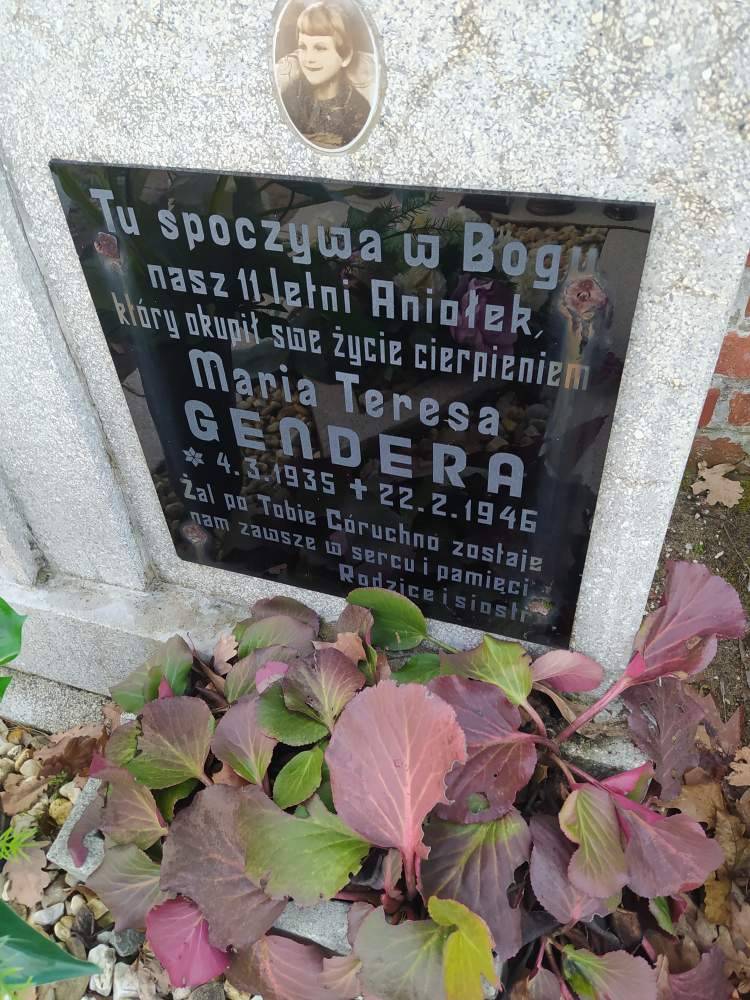 Tu spoczywa w Bogu
nasz 11 letni Aniołek,
który okupił swe życie cierpieniem
Maria Teresa
GENDERA
* 4.3.1935 + 22.2.1946
Żal po Tobie Córuchno zostaje
nam zawsze w sercu i pamięci
Rodzice i siostr